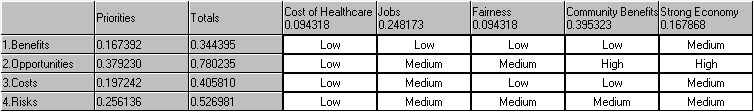 Priorities Totals Cost of Healthcare Jobs Fairness Community Benefits Strong Economy
0.094318 0.248173 0.094318 0.395323 0.167868
1.Benefits 0.167392 0.344395 Low Low Low Low Medium
2.Opportunities 0.379230 0.780235 Low Medium Medium High High
3.Costs 0.197242 0.405810 Low Medium Low Low Medium
4.Risks 0.256136 0.526981 Low Medium Medium Medium Medium